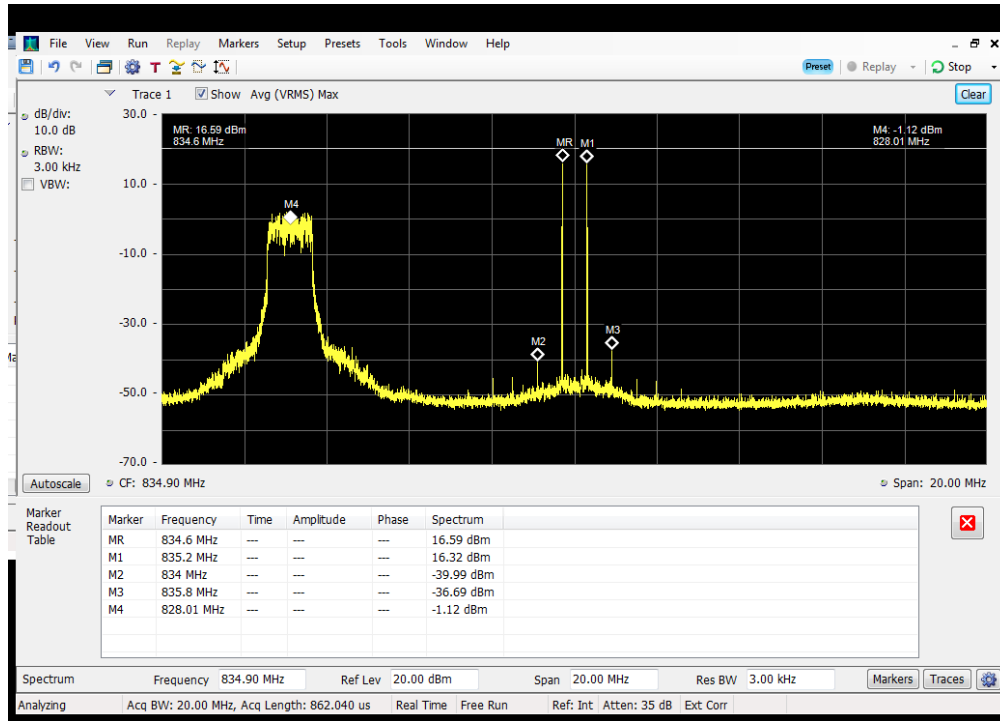 File View Run Replay Markers Setup Presets Tools Window Help
Preset Replay Stop
Trace 1 Show Avg (VRMS) Max Clear
dB/div:
10.0 dB
RBW:
3.00 kHz
VBW:
30.0
10.0
-10.0
-30.0
-50.0
-70.0
MR: 16.59 dBm
834.6 MHz
M4: -1.12 dBm
828.01 MHz
MR M1
M4
M3
M2
Autoscale CF: 834.90 MHz Span: 20.00 MHz
Marker
Readout
Table
Marker Frequency Time Amplitude Phase Spectrum
MR 834.6 MHz --- --- --- 16.59 dBm
M1 835.2 MHz --- --- --- 16.32 dBm
M2 834 MHz --- --- --- -39.99 dBm
M3 835.8 MHz --- --- --- -36.69 dBm
M4 828.01 MHz --- --- --- -1.12 dBm
Spectrum Frequency 834.90 MHz Ref Lev 20.00 dBm Span 20.00 MHz Res BW 3.00 kHz Markers Traces
Analyzing Acq BW: 20.00 MHz, Acq Length: 862.040 us Real Time Free Run Ref: Int Atten: 35 dB Ext Corr